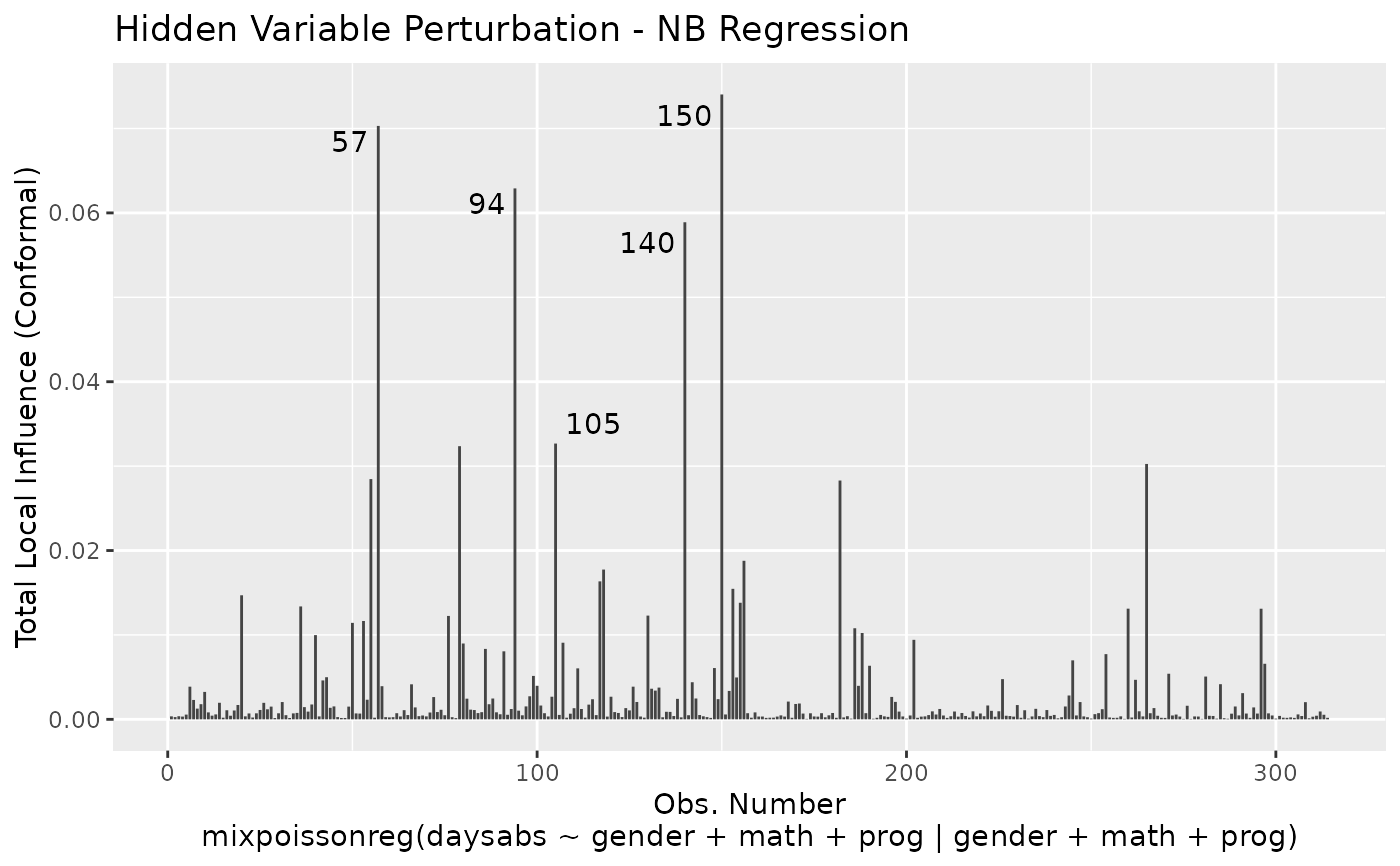 Hidden Variable Perturbation - NB Regression
150
57
94
140
105
Total Local Influence (Conformal)
0.06
0.04
0.02
0.00
0 100 200 300
Obs. Number
mixpoissonreg(daysabs ~ gender + math + prog | gender + math + prog)